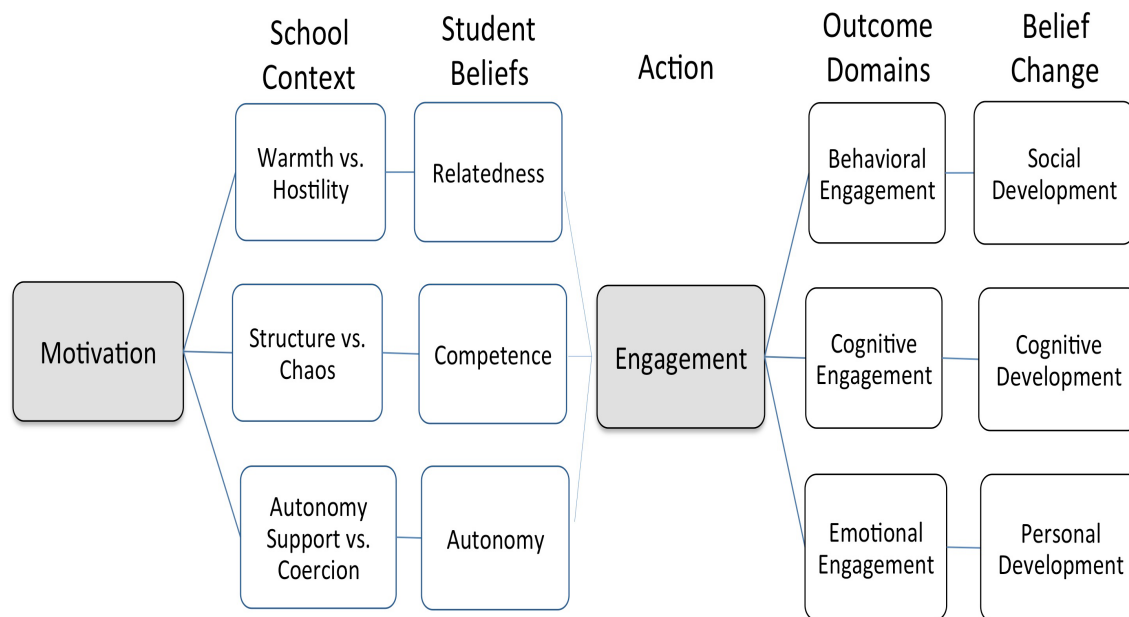 School
Context
Student
Beliefs
Action
Outcome
Domains
Belief
Change
Warmth vs.
Hostility
Relatedness
Behavioral
Engagement
Social
Development
Motivation
Structure vs.
Chaos
Competence
Engagement
Cognitive
Engagement
Cognitive
Development
Autonomy
Support vs.
Coercion
Autonomy
Emotional
Engagement
Personal
Development